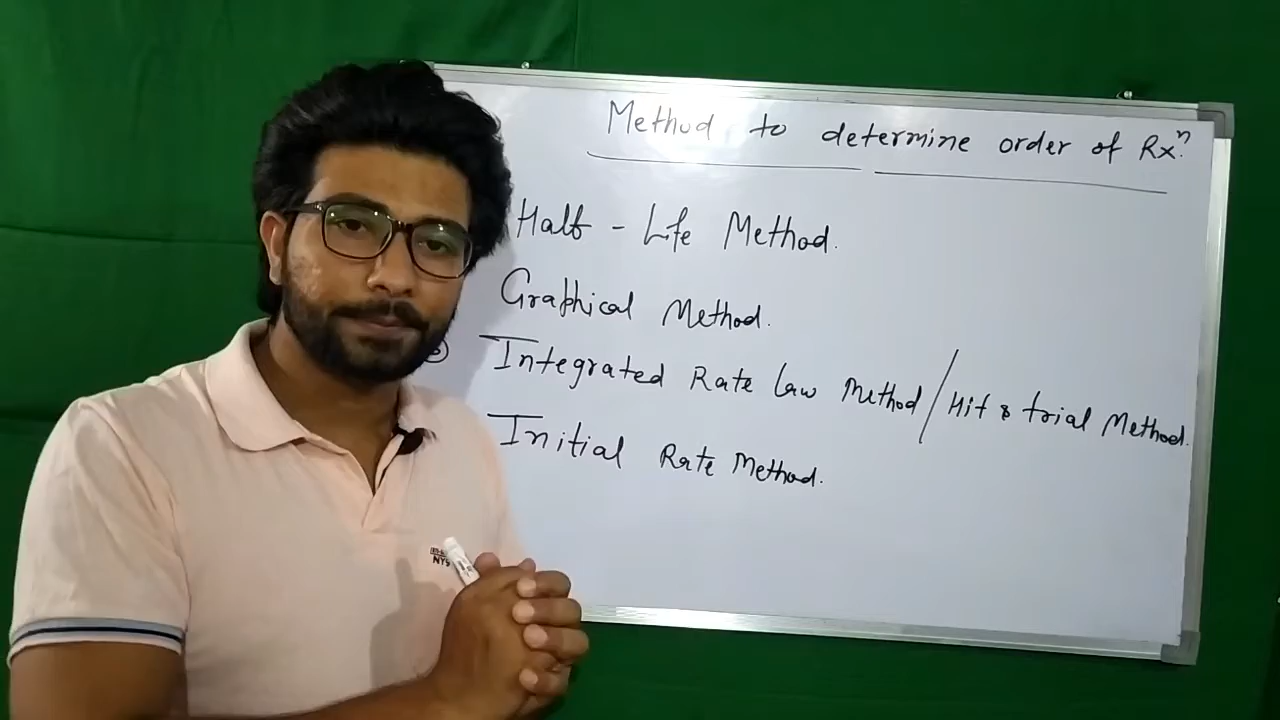 Method to determine order of Rxⁿ.
Half - Life Method.
Graphical Method.
Integrated Rate Law Method / Hit & trial Method.
Initial Rate Method.